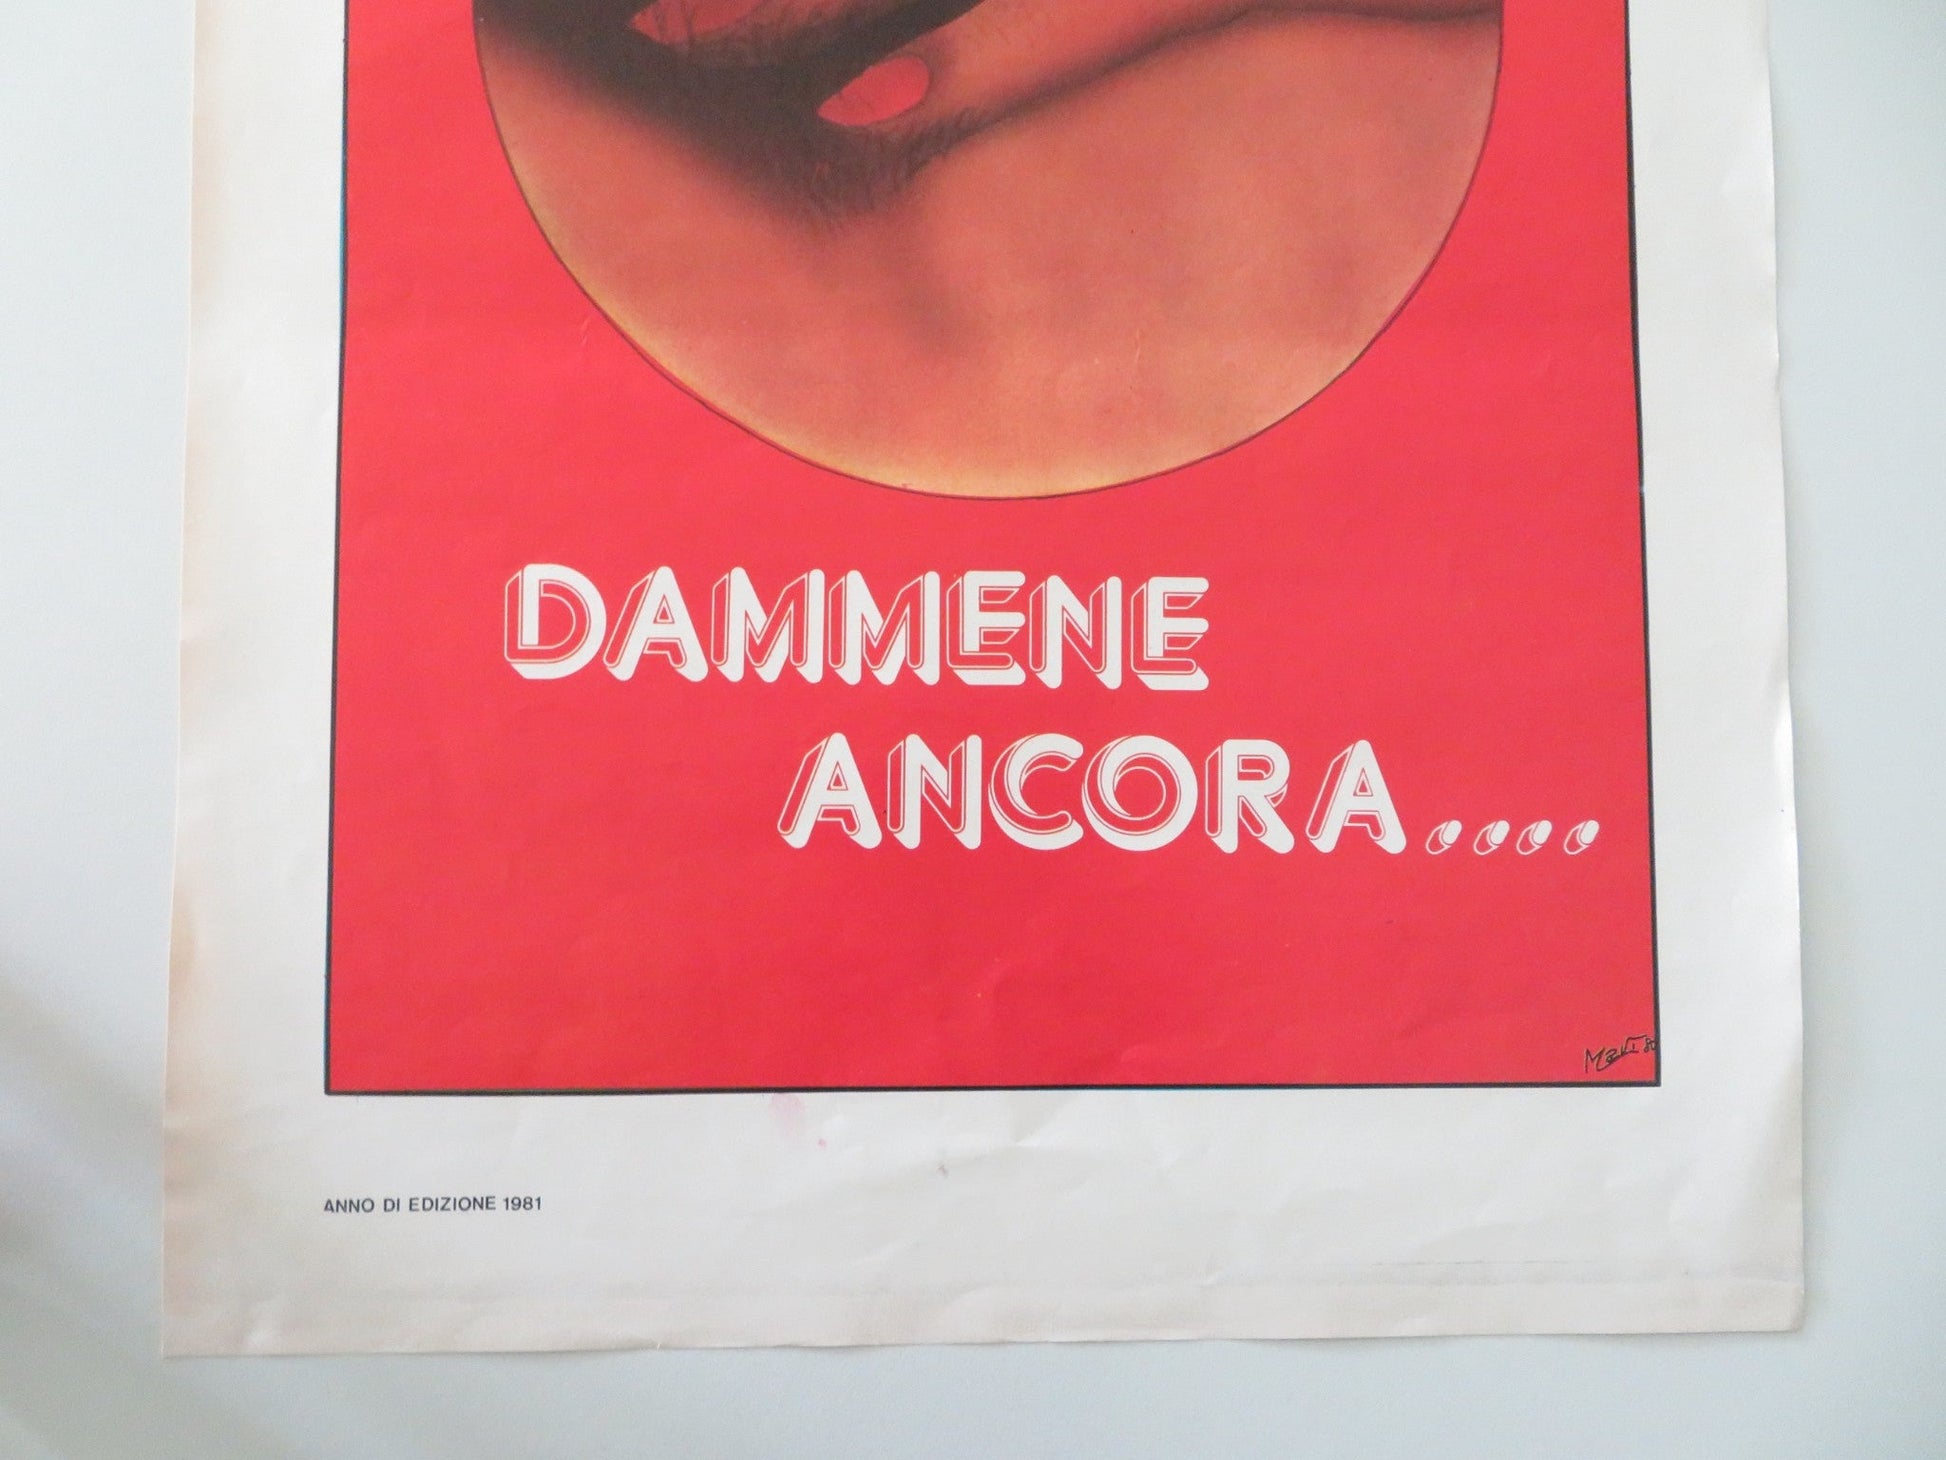 DAMMENE
ANCORA....
ANNO DI EDIZIONE 1981